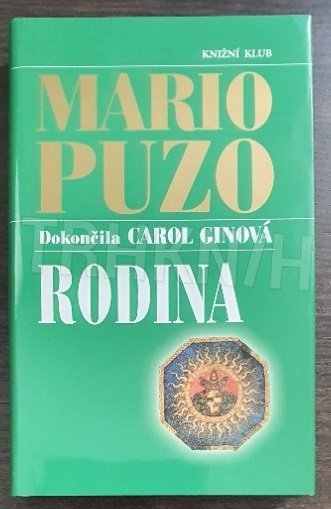 KNIŽNÍ KLUB
MARIO
PUZO
Dokončila CAROL GINOVÁ
RODINA